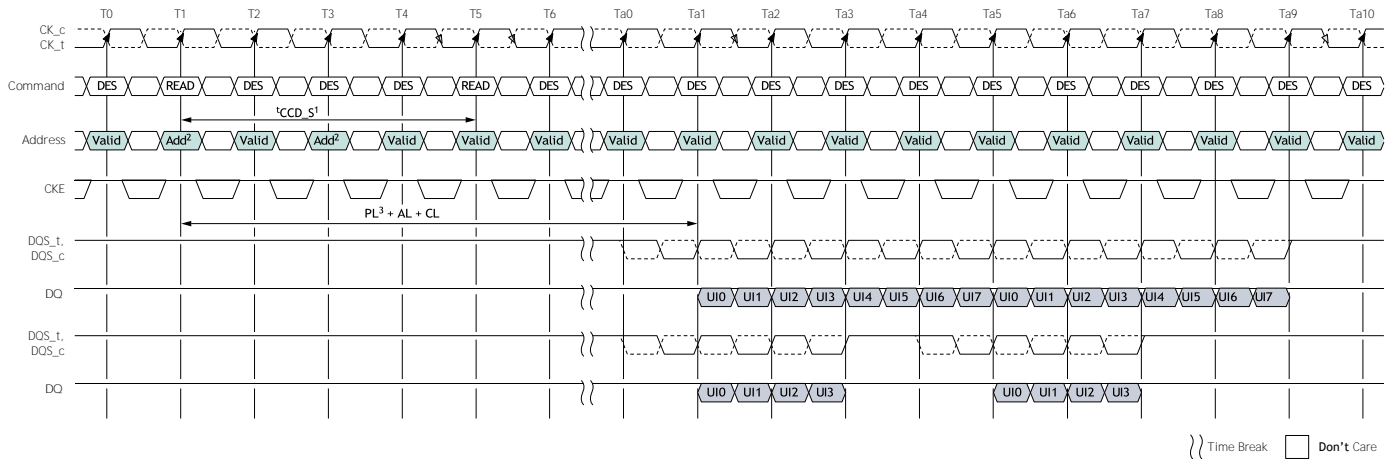 T0 T1 T2 T3 T4 T5 T6 Ta0 Ta1 Ta2 Ta3 Ta4 Ta5 Ta6 Ta7 Ta8 Ta9 Ta10
CK_c
CK_t
Command DES READ DES DES DES READ DES DES DES DES DES DES DES DES DES DES DES DES
tCCD_S1
Address Valid Add2 Valid Add2 Valid Valid Valid Valid Valid Valid Valid Valid Valid Valid Valid Valid Valid Valid
CKE
PL3 + AL + CL
DQS_t,
DQS_c
DQ UI0 UI1 UI2 UI3 UI4 UI5 UI6 UI7 UI0 UI1 UI2 UI3 UI4 UI5 UI6 UI7
DQS_t,
DQS_c
DQ UI0 UI1 UI2 UI3 UI0 UI1 UI2 UI3
Time Break Don't Care